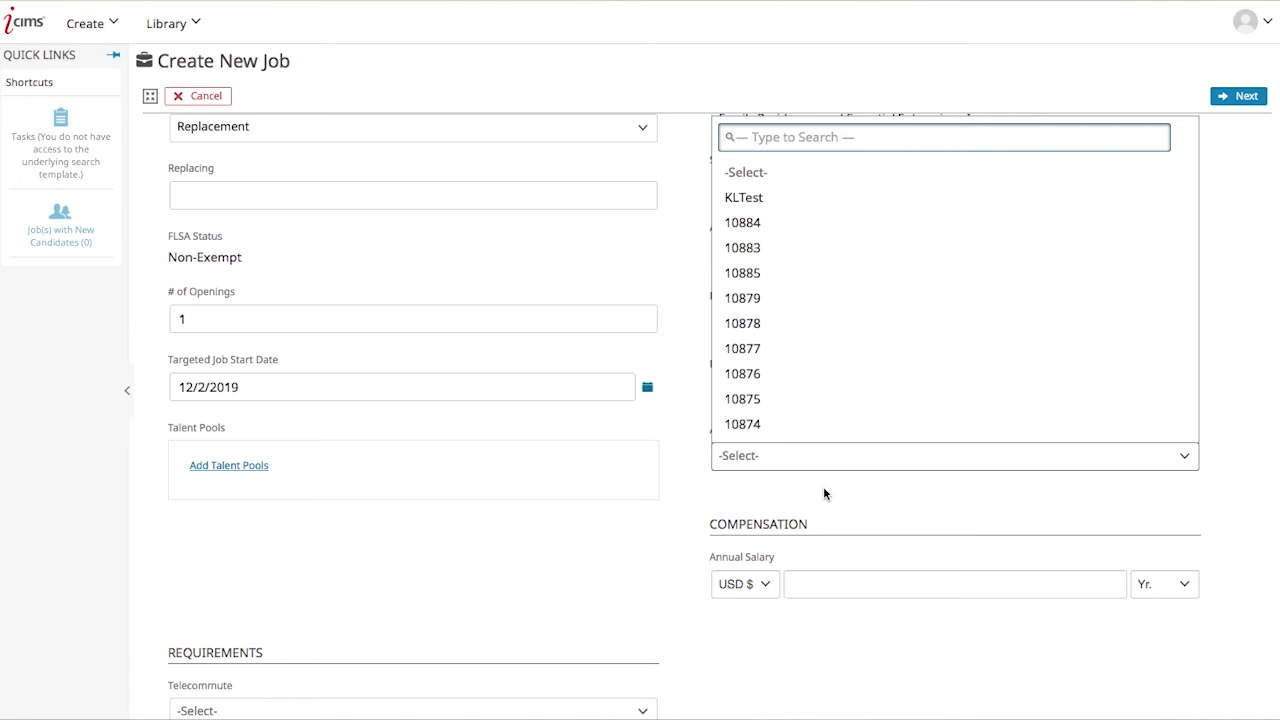 iCIMS
Create
Library
QUICK LINKS
Shortcuts
Tasks (You do not have
access to the
underlying search
template.)
Job(s) with New
Candidates (0)
Create New Job
Cancel
Next
Replacement
Replacing
FLSA Status
Non-Exempt
# of Openings
1
Targeted Job Start Date
12/2/2019
Talent Pools
Add Talent Pools
REQUIREMENTS
Telecommute
-Select-
— Type to Search —
-Select-
KLTest
10884
10883
10885
10879
10878
10877
10876
10875
10874
-Select-
COMPENSATION
Annual Salary
USD $
Yr.